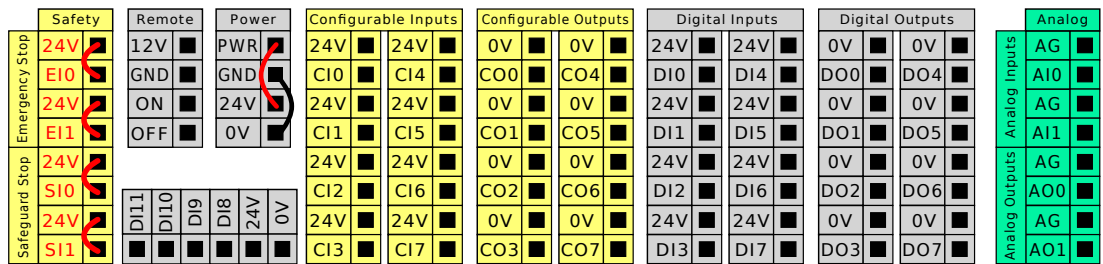 Safety
Emergency Stop
24V
EI0
24V
EI1
Safeguard Stop
24V
SI0
24V
SI1
Remote
12V
GND
ON
OFF
Power
PWR
GND
24V
0V
DI11 DI10 DI9 DI8 24V 0V
Configurable Inputs
24V 24V
CI0 CI4
24V 24V
CI1 CI5
24V 24V
CI2 CI6
24V 24V
CI3 CI7
Configurable Outputs
0V 0V
CO0 CO4
0V 0V
CO1 CO5
0V 0V
CO2 CO6
0V 0V
CO3 CO7
Digital Inputs
24V 24V
DI0 DI4
24V 24V
DI1 DI5
24V 24V
DI2 DI6
24V 24V
DI3 DI7
Digital Outputs
0V 0V
DO0 DO4
0V 0V
DO1 DO5
0V 0V
DO2 DO6
0V 0V
DO3 DO7
Analog
Analog Inputs
AG
AI0
AG
AI1
Analog Outputs
AG
AO0
AG
AO1